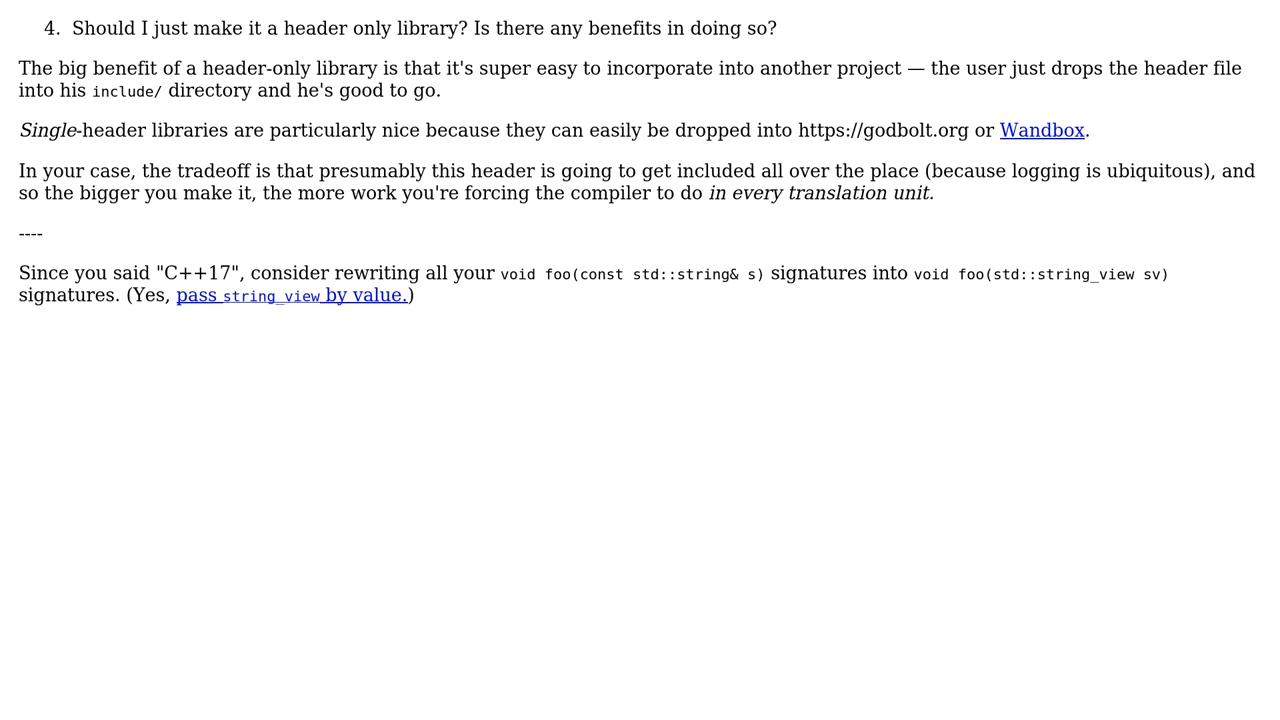 4. Should I just make it a header only library? Is there any benefits in doing so?
The big benefit of a header-only library is that it's super easy to incorporate into another project — the user just drops the header file
into his include/ directory and he's good to go.
Single-header libraries are particularly nice because they can easily be dropped into https://godbolt.org or Wandbox.
In your case, the tradeoff is that presumably this header is going to get included all over the place (because logging is ubiquitous), and
so the bigger you make it, the more work you're forcing the compiler to do in every translation unit.
----
Since you said "C++17", consider rewriting all your void foo(const std::string& s) signatures into void foo(std::string_view sv)
signatures. (Yes, pass string_view by value.)